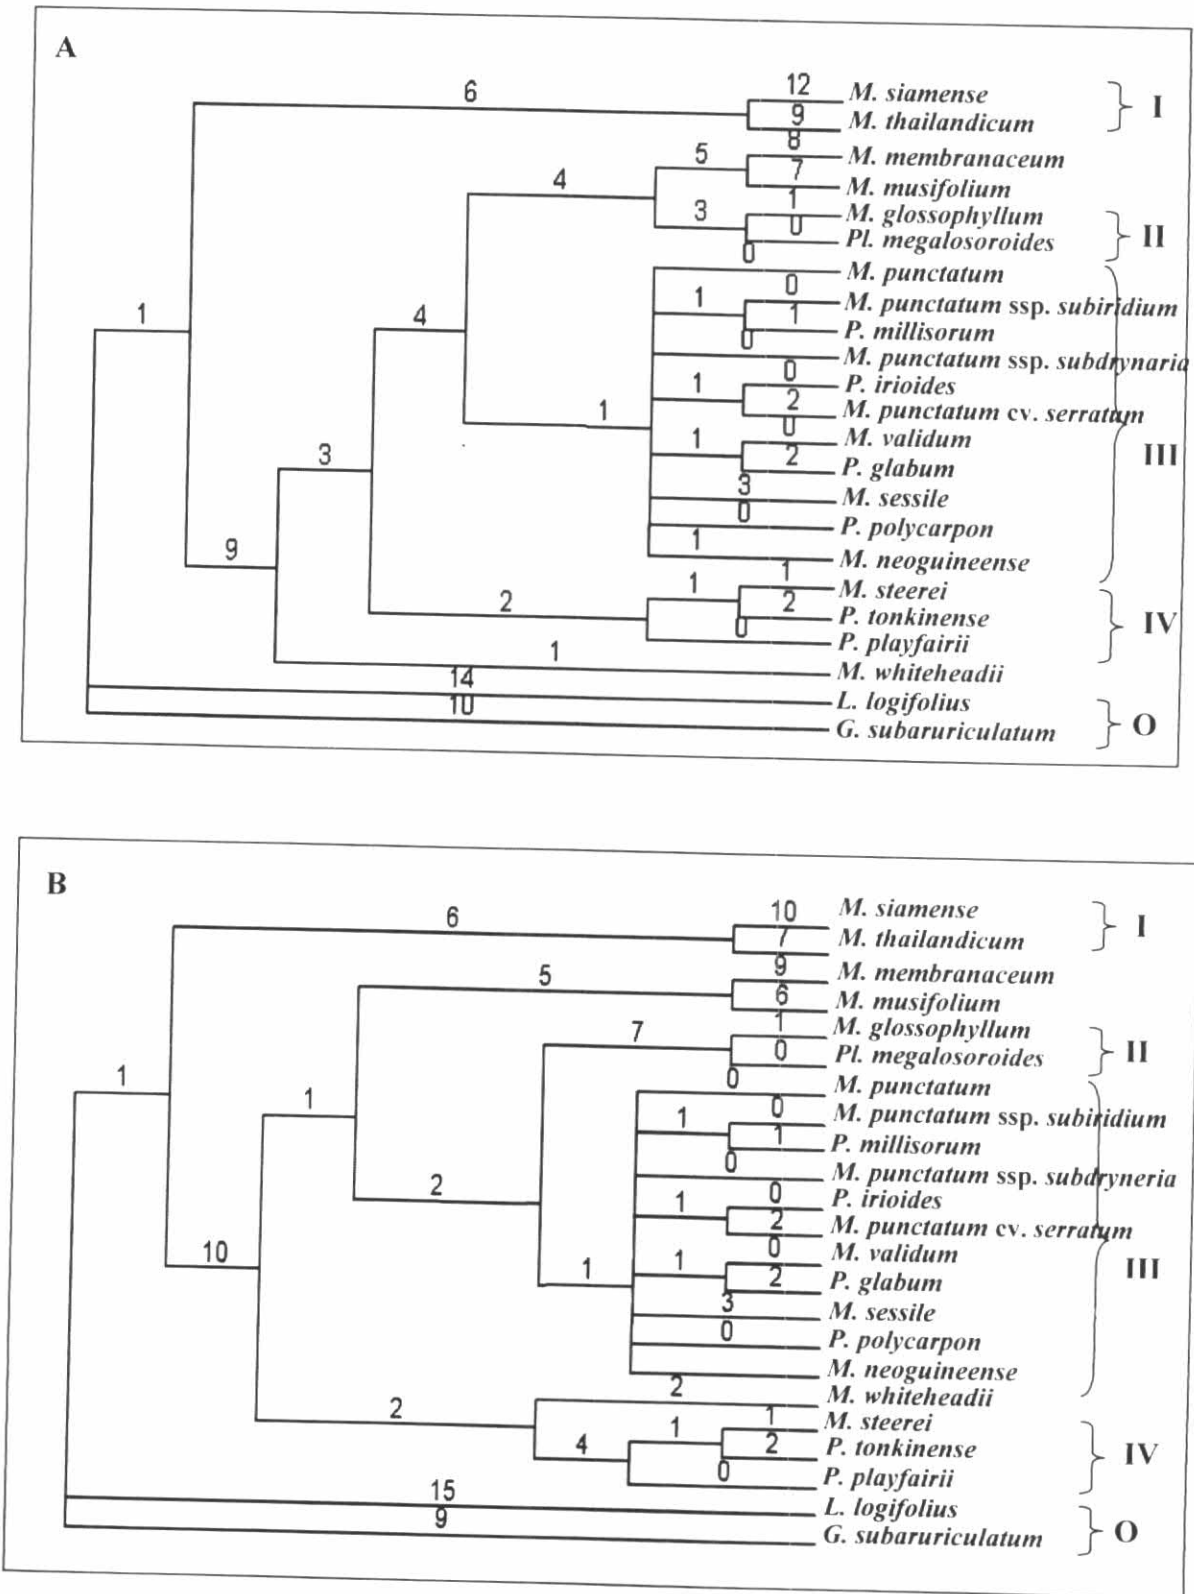 A
6
12
M. siamense
I
9
M. thailandicum
8
5
M. membranaceum
4
7
M. musifolium
1
3
M. glossophyllum
II
0
Pl. megalosoroides
0
M. punctatum
0
1
M. punctatum ssp. subiridium
1
4
1
P. millisorum
0
M. punctatum ssp. subdrynaria
0
1
P. irioides
2
1
M. punctatum cv. serratum
0
1
M. validum
III
3
2
P. glabum
3
M. sessile
0
P. polycarpon
9
1
M. neoguineense
1
1
M. steerei
2
2
P. tonkinense
IV
0
P. playfairii
1
M. whiteheadii
14
L. logifolius
10
O
G. subaruriculatum
B
6
10
M. siamense
I
7
M. thailandicum
9
5
M. membranaceum
6
M. musifolium
1
7
M. glossophyllum
II
0
Pl. megalosoroides
1
0
M. punctatum
0
1
1
M. punctatum ssp. subiridium
1
P. millisorum
0
M. punctatum ssp. subdryneria
2
0
1
P. irioides
2
M. punctatum cv. serratum
0
10
M. validum
1
1
2
P. glabum
III
3
M. sessile
0
P. polycarpon
M. neoguineense
2
M. whiteheadii
2
1
1
M. steerei
4
2
P. tonkinense
IV
0
P. playfairii
15
L. logifolius
9
O
G. subaruriculatum